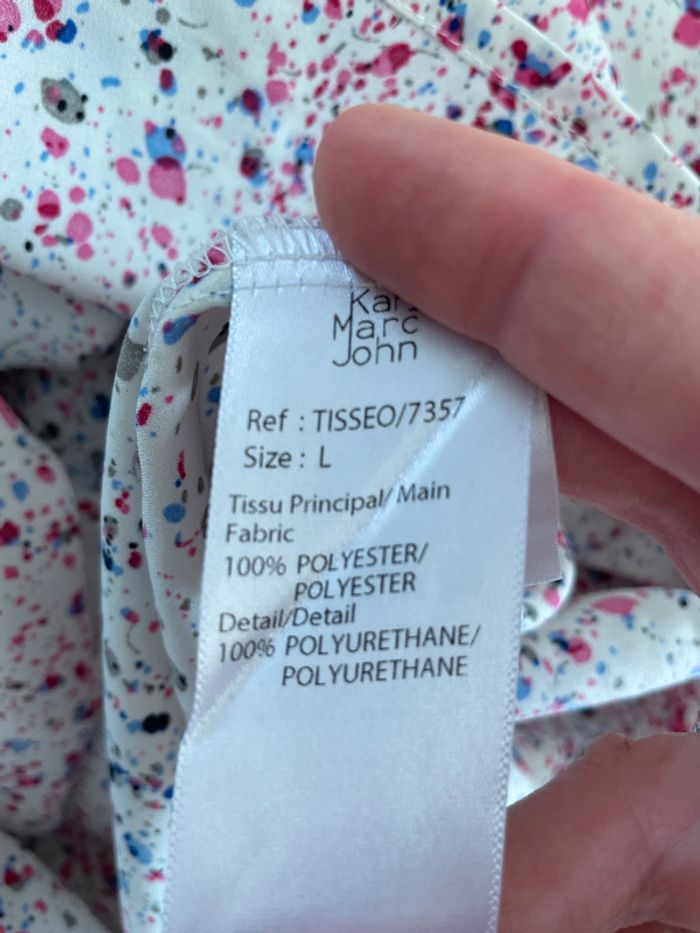 Marc
John
Ref : TISSEO/7357
Size : L
Tissu Principal/ Main
Fabric
100% POLYESTER/
POLYESTER
Detail/Detail
100% POLYURETHANE/
POLYURETHANE